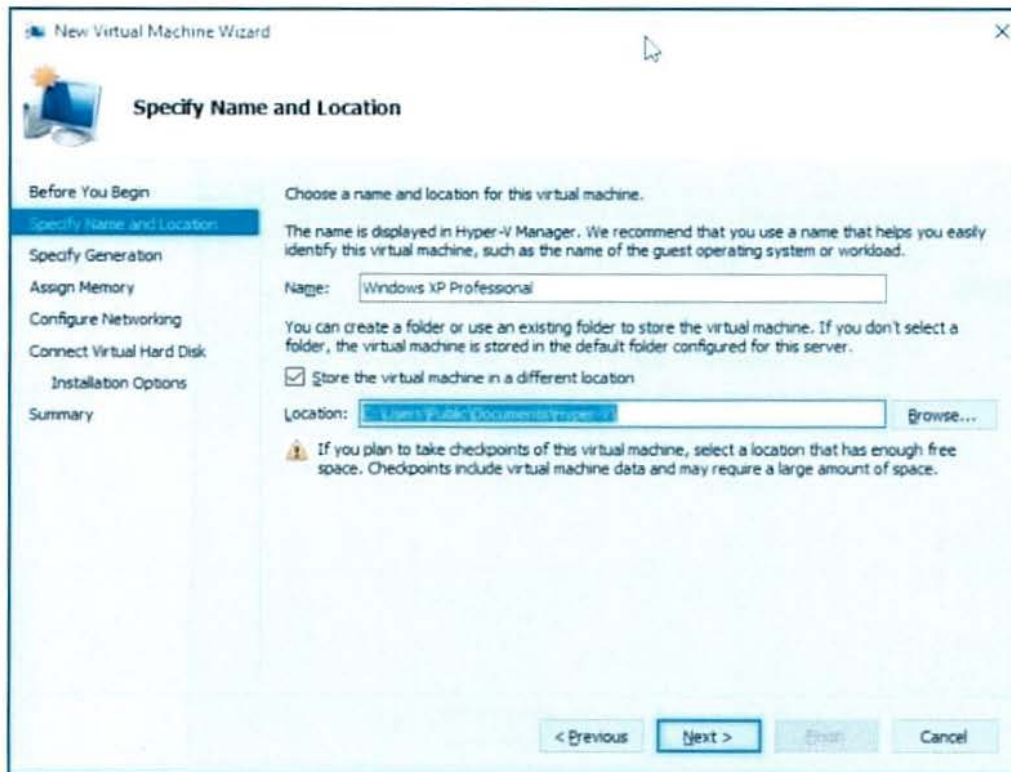 New Virtual Machine Wizard
Specify Name and Location
Before You Begin
Specify Name and Location
Specify Generation
Assign Memory
Configure Networking
Connect Virtual Hard Disk
Installation Options
Summary
Choose a name and location for this virtual machine.
The name is displayed in Hyper-V Manager. We recommend that you use a name that helps you easily
identify this virtual machine, such as the name of the guest operating system or workload.
Name: Windows XP Professional
You can create a folder or use an existing folder to store the virtual machine. If you don't select a
folder, the virtual machine is stored in the default folder configured for this server.
Store the virtual machine in a different location
Location: C:\Users\Public\Documents\Hyper-V\
Browse...
If you plan to take checkpoints of this virtual machine, select a location that has enough free
space. Checkpoints include virtual machine data and may require a large amount of space.
< Previous
Next >
Finish
Cancel